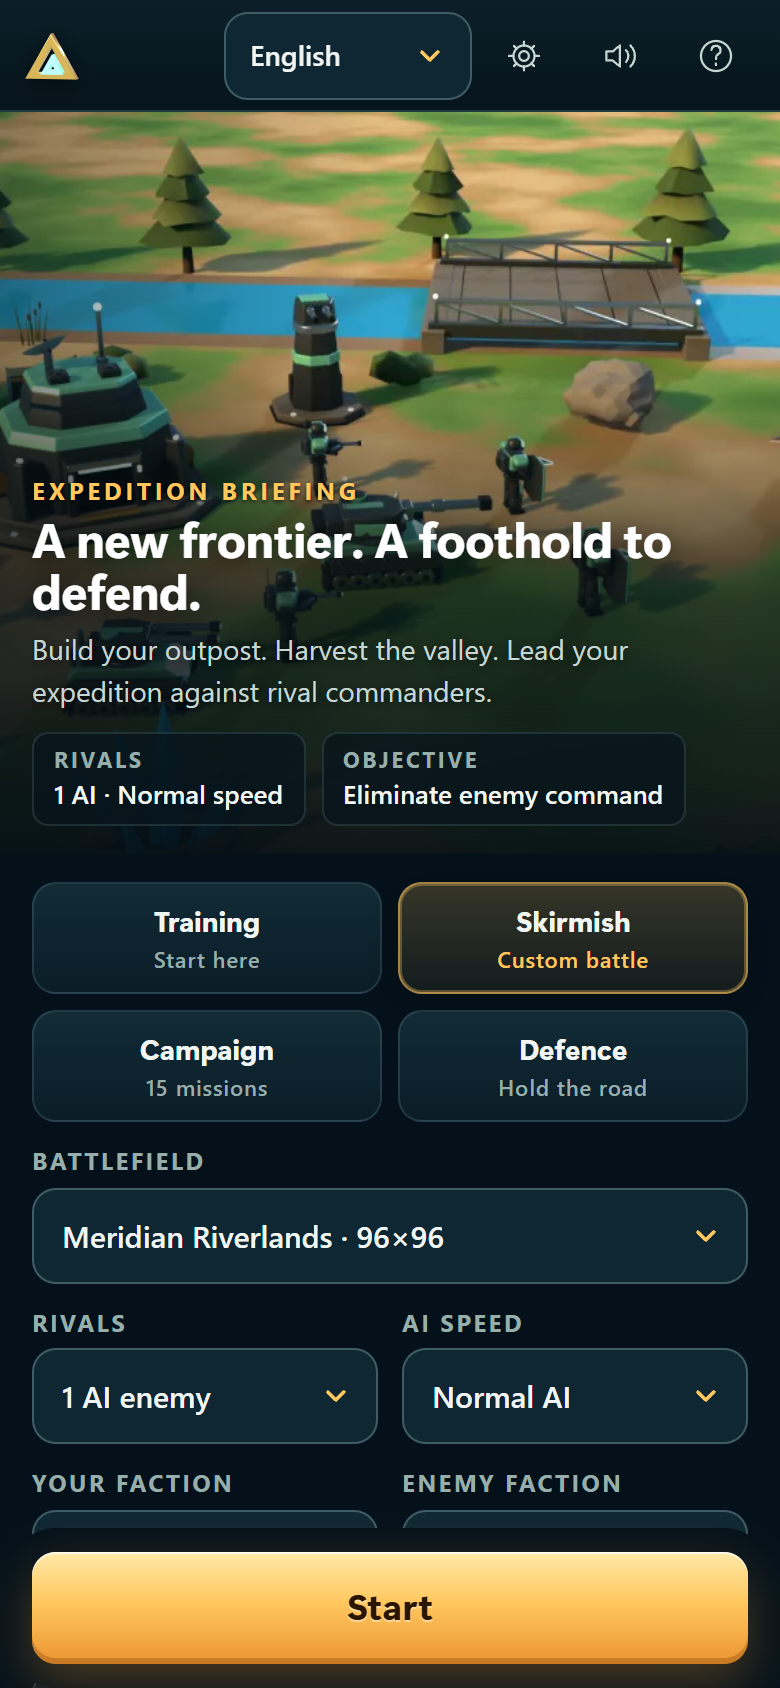 English
EXPEDITION BRIEFING
A new frontier. A foothold to
defend.
Build your outpost. Harvest the valley. Lead your
expedition against rival commanders.
RIVALS
1 AI · Normal speed
OBJECTIVE
Eliminate enemy command
Training
Start here
Skirmish
Custom battle
Campaign
15 missions
Defence
Hold the road
BATTLEFIELD
Meridian Riverlands · 96×96
RIVALS
1 AI enemy
AI SPEED
Normal AI
YOUR FACTION
ENEMY FACTION
Start